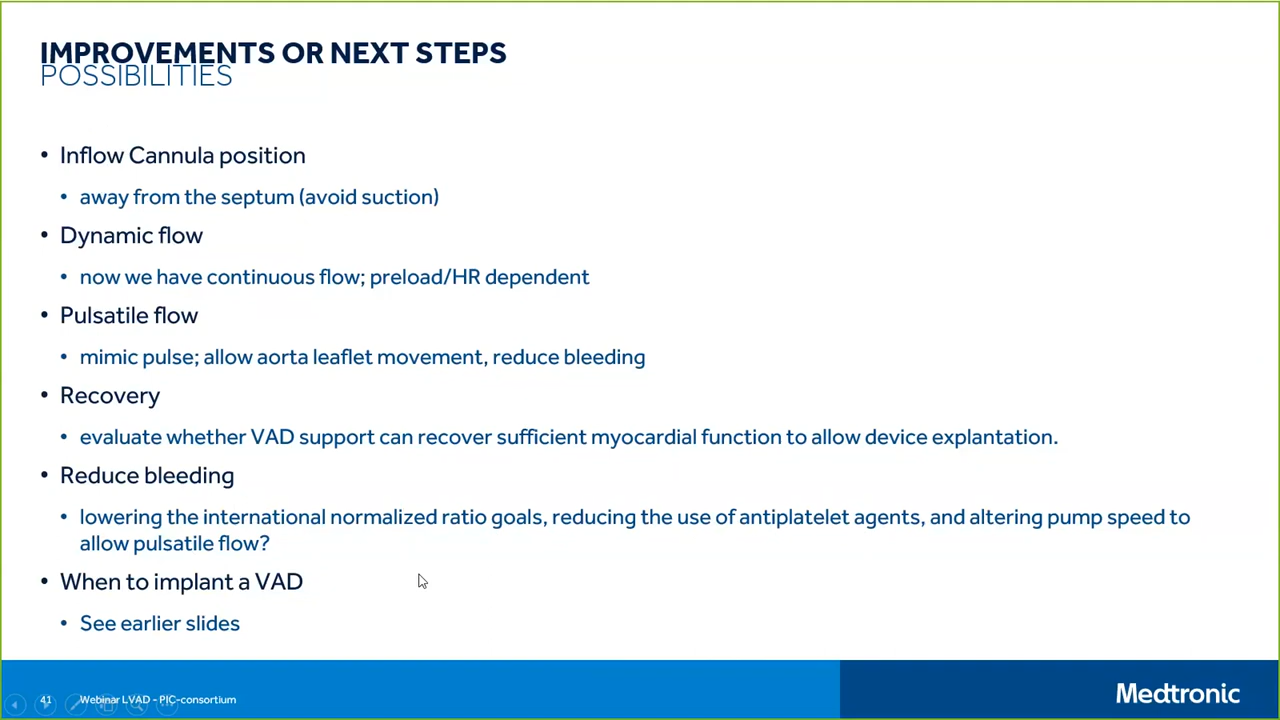 IMPROVEMENTS OR NEXT STEPS
POSSIBILITIES
• Inflow Cannula position
• away from the septum (avoid suction)
• Dynamic flow
• now we have continuous flow; preload/HR dependent
• Pulsatile flow
• mimic pulse; allow aorta leaflet movement, reduce bleeding
• Recovery
• evaluate whether VAD support can recover sufficient myocardial function to allow device explantation.
• Reduce bleeding
• lowering the international normalized ratio goals, reducing the use of antiplatelet agents, and altering pump speed to
allow pulsatile flow?
• When to implant a VAD
• See earlier slides
41 Webinar LVAD - PIC-consortium
Medtronic